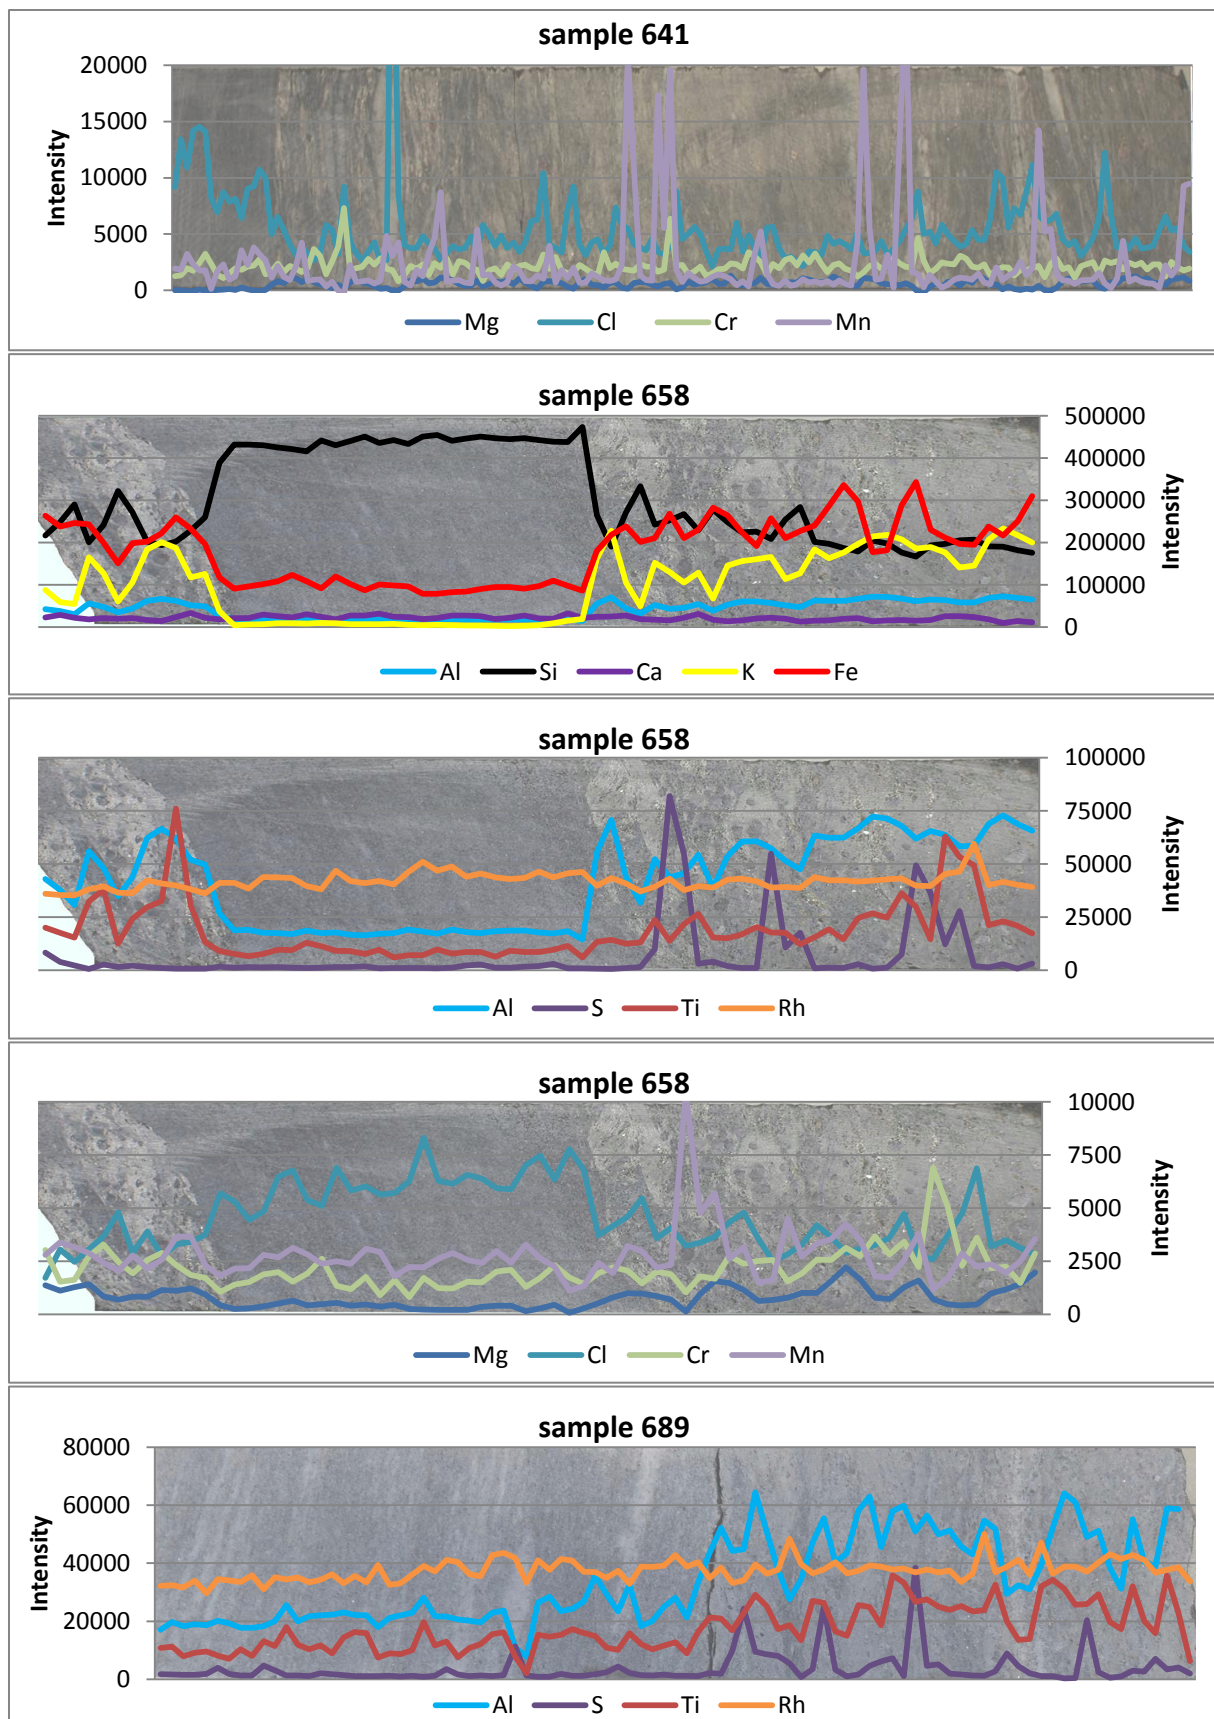 sample 641
20000
15000
10000
5000
0
Intensity
Mg Cl Cr Mn
sample 658
500000
400000
300000
200000
100000
0
Intensity
Al Si Ca K Fe
sample 658
100000
75000
50000
25000
0
Intensity
Al S Ti Rh
sample 658
10000
7500
5000
2500
0
Intensity
Mg Cl Cr Mn
sample 689
80000
60000
40000
20000
0
Intensity
Al S Ti Rh